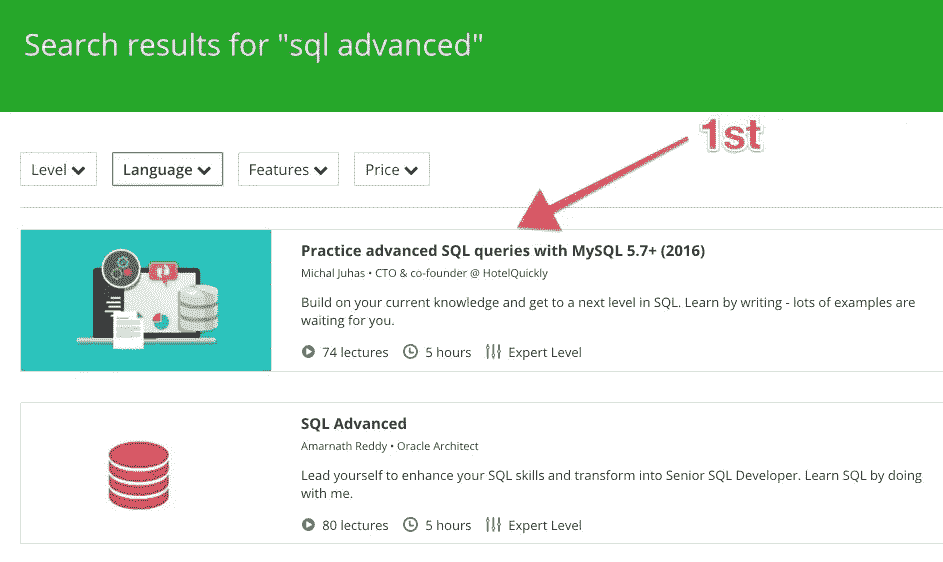 Search results for "sql advanced"
1st
Level
Language
Features
Price
Practice advanced SQL queries with MySQL 5.7+ (2016)
Michal Juhas • CTO & co-founder @ HotelQuickly
Build on your current knowledge and get to a next level in SQL. Learn by writing - lots of examples are
waiting for you.
74 lectures 5 hours Expert Level
SQL Advanced
Amarnath Reddy • Oracle Architect
Lead yourself to enhance your SQL skills and transform into Senior SQL Developer. Learn SQL by doing
with me.
80 lectures 5 hours Expert Level